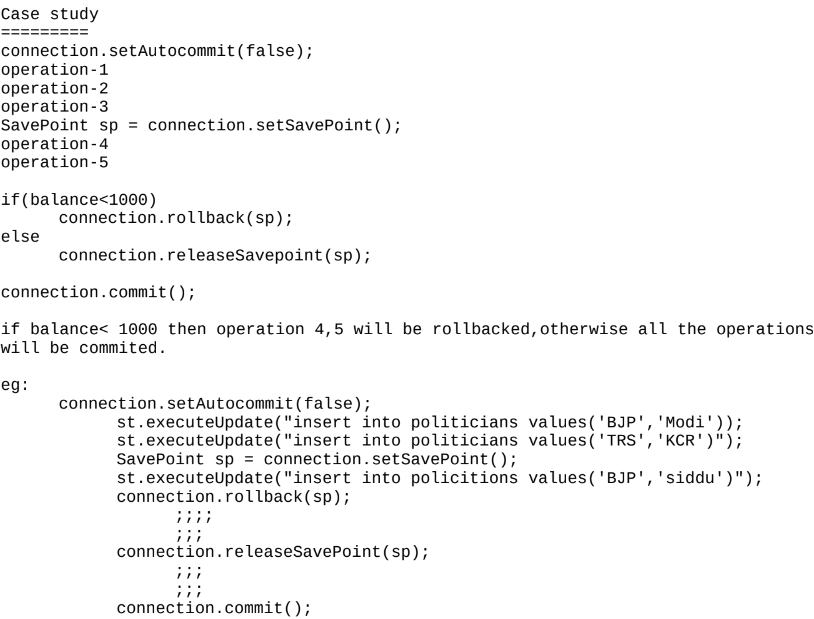 Case study
=========
connection.setAutocommit(false);
operation-1
operation-2
operation-3
SavePoint sp = connection.setSavePoint();
operation-4
operation-5
if(balance<1000)
connection.rollback(sp);
else
connection.releaseSavepoint(sp);
connection.commit();
if balance< 1000 then operation 4,5 will be rollbacked,otherwise all the operations
will be commited.
eg:
connection.setAutocommit(false);
st.executeUpdate("insert into politicians values('BJP','Modi'));
st.executeUpdate("insert into politicians values('TRS','KCR')");
SavePoint sp = connection.setSavePoint();
st.executeUpdate("insert into policitions values('BJP','siddu')");
connection.rollback(sp);
;;;;
;;;
connection.releaseSavePoint(sp);
;;;
;;;
connection.commit();